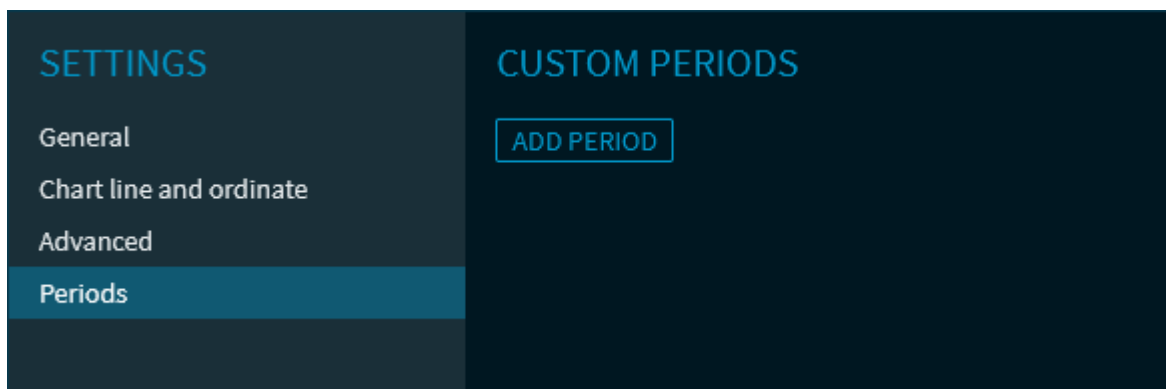 SETTINGS
General
Chart line and ordinate
Advanced
Periods
CUSTOM PERIODS
ADD PERIOD